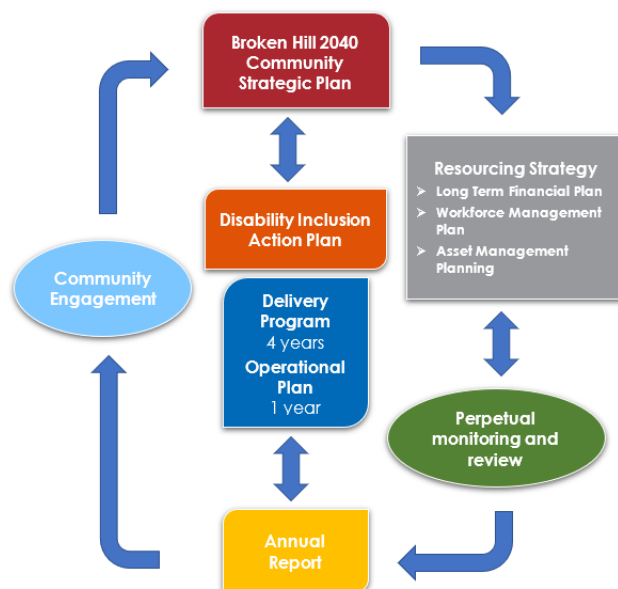 Broken Hill 2040
Community
Strategic Plan
Resourcing Strategy
➤ Long Term Financial Plan
➤ Workforce Management
Plan
➤ Asset Management
Planning
Disability Inclusion
Action Plan
Community
Engagement
Delivery
Program
4 years
Operational
Plan
1 year
Perpetual
monitoring and
review
Annual
Report